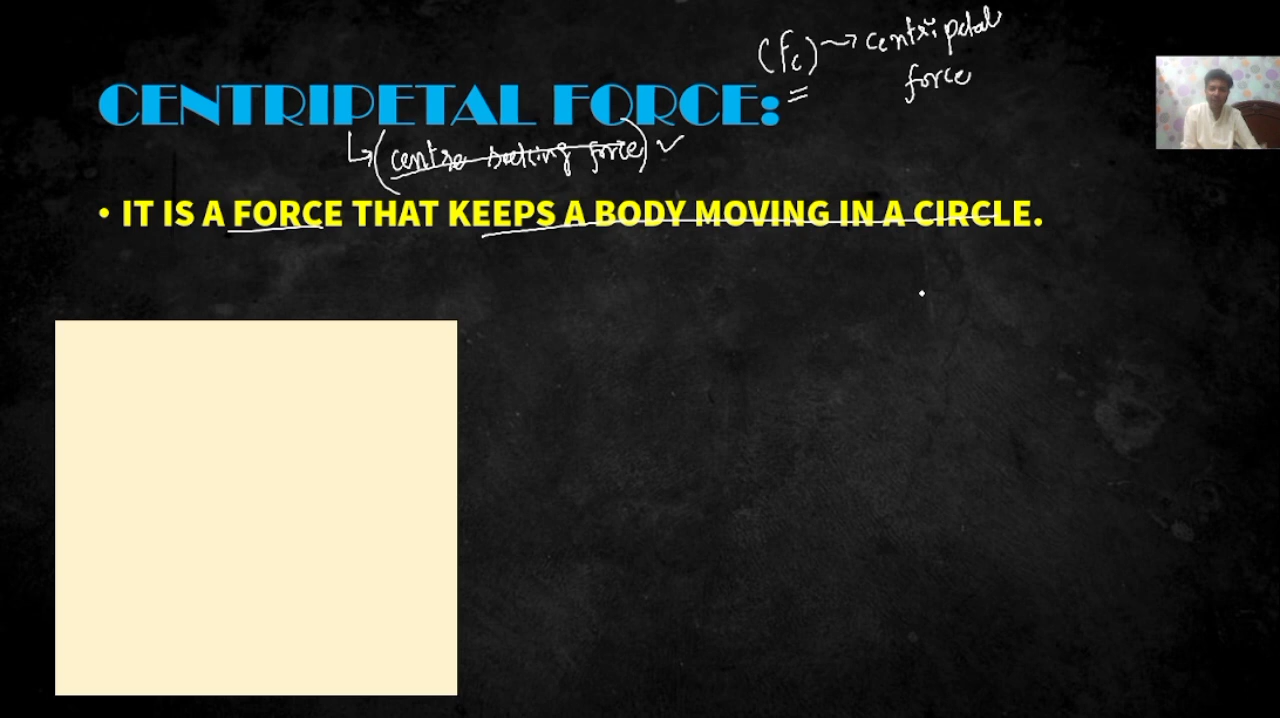 (Fc) → centripetal
force
CENTRIPETAL FORCE:
(centre seeking force)
• IT IS A FORCE THAT KEEPS A BODY MOVING IN A CIRCLE.